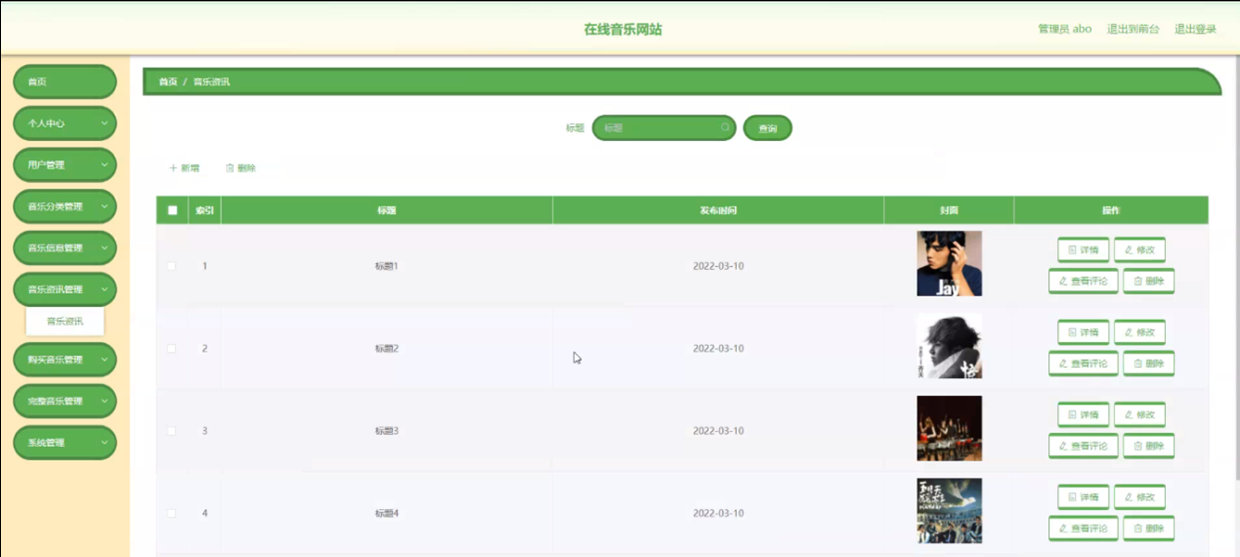 在线音乐网站
管理员 abo 退出到前台 退出登录
首页
个人中心
用户管理
音乐分类管理
音乐信息管理
音乐资讯管理
音乐资讯
购买音乐管理
完整音乐管理
系统管理
首页 / 音乐资讯
标题 标题 查询
新增 删除
索引 标题 发布时间 封面 操作
1 标题1 2022-03-10 Jay 详情 修改
查看评论 删除
2 标题2 2022-03-10 详情 修改
查看评论 删除
3 标题3 2022-03-10 详情 修改
查看评论 删除
4 标题4 2022-03-10 详情 修改
查看评论 删除